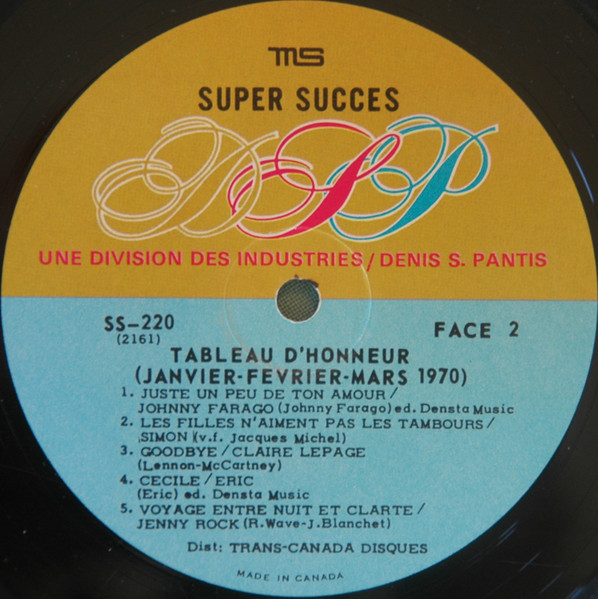 MS
SUPER SUCCES
DSP
UNE DIVISION DES INDUSTRIES/DENIS S. PANTIS
SS-220
(2161)
FACE 2
TABLEAU D'HONNEUR
(JANVIER-FEVRIER-MARS 1970)
1. JUSTE UN PEU DE TON AMOUR/
JOHNNY FARAGO (Johnny Farago) ed. Densta Music
2. LES FILLES N'AIMENT PAS LES TAMBOURS/
SIMON (v.f. Jacques Michel)
3. GOODBYE/CLAIRE LEPAGE
(Lennon-McCartney)
4. CECILE/ERIC
(Eric) ed. Densta Music
5. VOYAGE ENTRE NUIT ET CLARTE/
JENNY ROCK (R.Wave-J.Blanchet)
Dist: TRANS-CANADA DISQUES
MADE IN CANADA